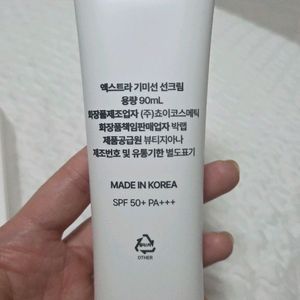 엑스트라 기미선 선크림
용량 90mL
화장품제조업자 (주)쵸이코스메틱
화장품책임판매업자 박랩
제품공급원 뷰티지아나
제조번호 및 유통기한 별도표기
MADE IN KOREA
SPF 50+ PA+++
OTHER